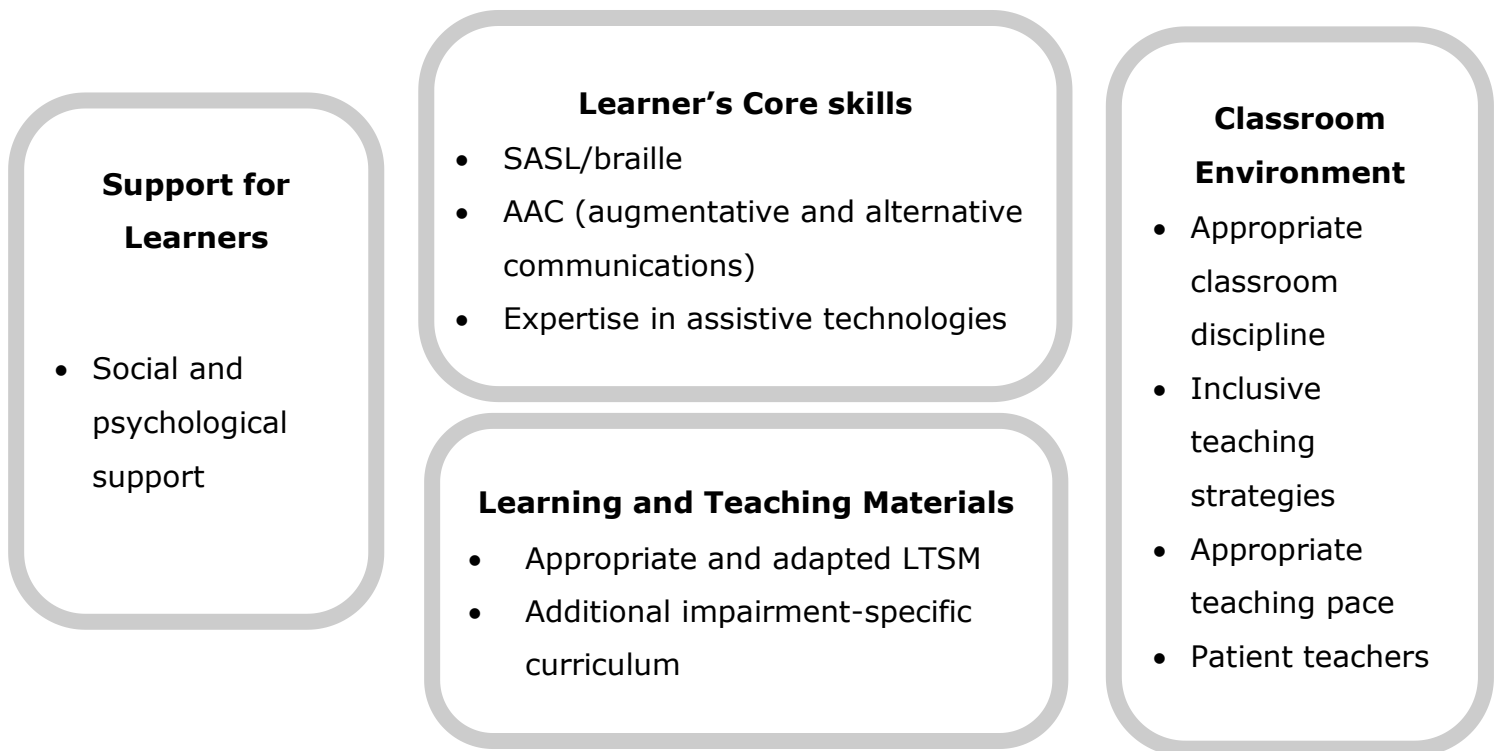 Support for
Learners
• Social and
psychological
support
Learner’s Core skills
• SASL/braille
• AAC (augmentative and alternative
communications)
• Expertise in assistive technologies
Learning and Teaching Materials
• Appropriate and adapted LTSM
• Additional impairment-specific
curriculum
Classroom
Environment
• Appropriate
classroom
discipline
• Inclusive
teaching
strategies
• Appropriate
teaching pace
• Patient teachers